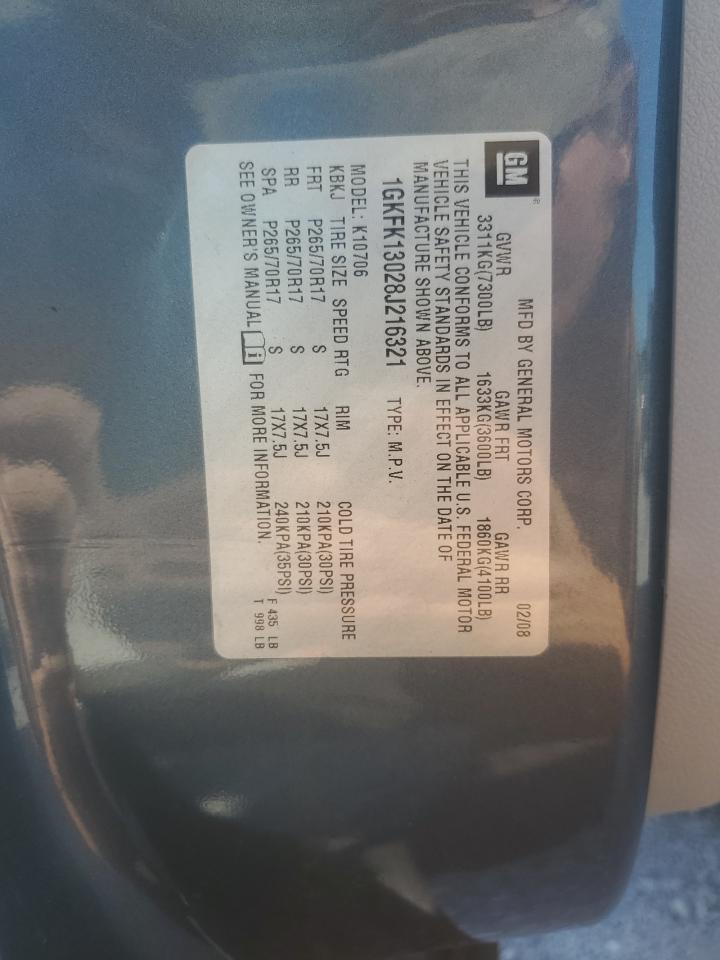 GM ®
MFD BY GENERAL MOTORS CORP. 02/08
GVWR GAWR FRT GAWR RR
3311KG(7300LB) 1633KG(3600LB) 1860KG(4100LB)
THIS VEHICLE CONFORMS TO ALL APPLICABLE U.S. FEDERAL MOTOR
VEHICLE SAFETY STANDARDS IN EFFECT ON THE DATE OF
MANUFACTURE SHOWN ABOVE.
1GKFK13028J216321 TYPE: M.P.V.
MODEL: K10706
KBKJ TIRE SIZE SPEED RTG RIM COLD TIRE PRESSURE
FRT P265/70R17 S 17X7.5J 210KPA(30PSI)
RR P265/70R17 S 17X7.5J 210KPA(30PSI)
SPA P265/70R17 S 17X7.5J 240KPA(35PSI)
SEE OWNER'S MANUAL i FOR MORE INFORMATION.
F 435 LB
T 998 LB